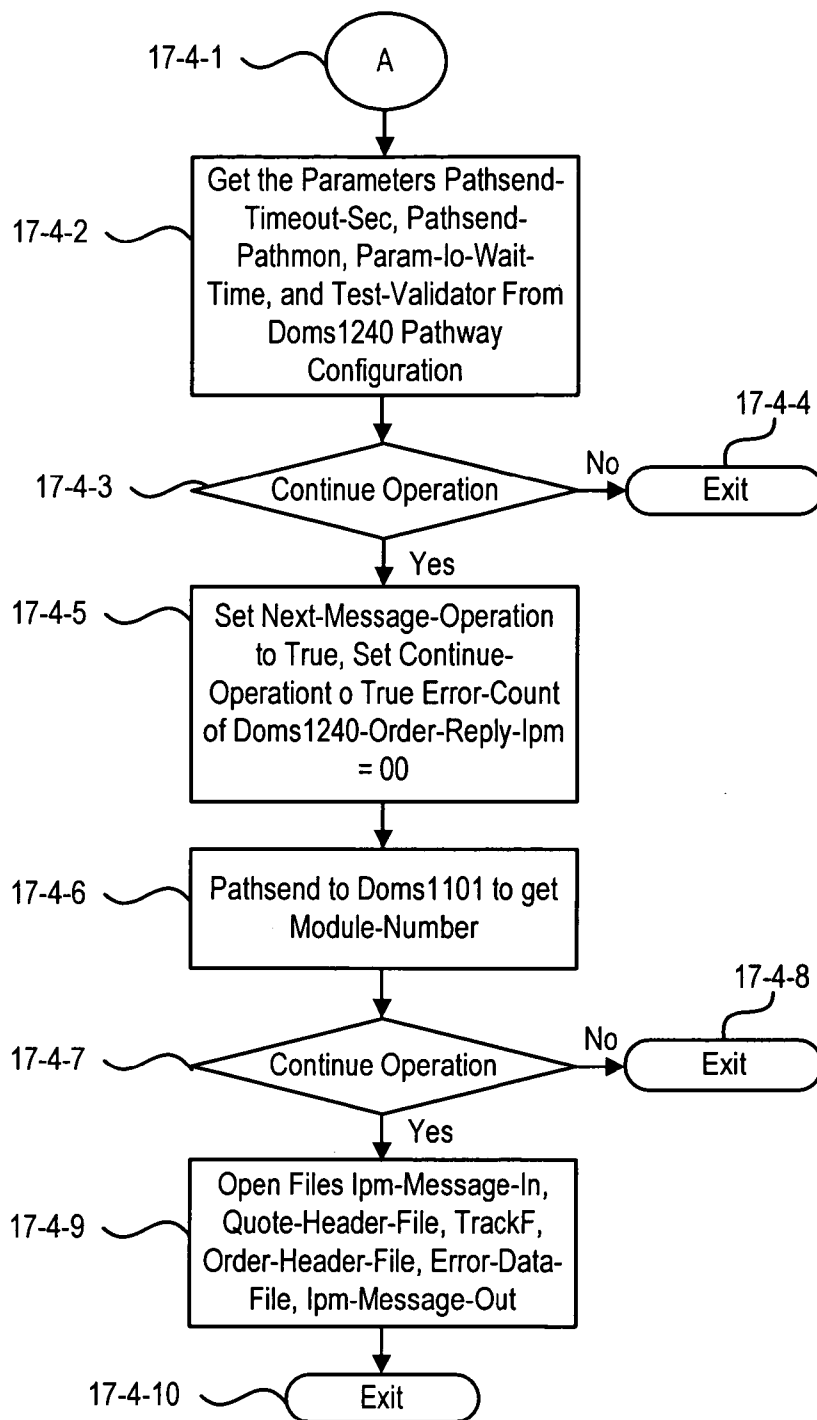 17-4-1
A
Get the Parameters Pathsend-
Timeout-Sec, Pathsend-
Pathmon, Param-Io-Wait-
Time, and Test-Validator From
Doms1240 Pathway
Configuration
17-4-2
17-4-3
Continue Operation
No
17-4-4
Exit
Yes
17-4-5
Set Next-Message-Operation
to True, Set Continue-
Operationt o True Error-Count
of Doms1240-Order-Reply-Ipm
= 00
17-4-6
Pathsend to Doms1101 to get
Module-Number
17-4-7
Continue Operation
No
17-4-8
Exit
Yes
17-4-9
Open Files Ipm-Message-In,
Quote-Header-File, TrackF,
Order-Header-File, Error-Data-
File, Ipm-Message-Out
17-4-10
Exit